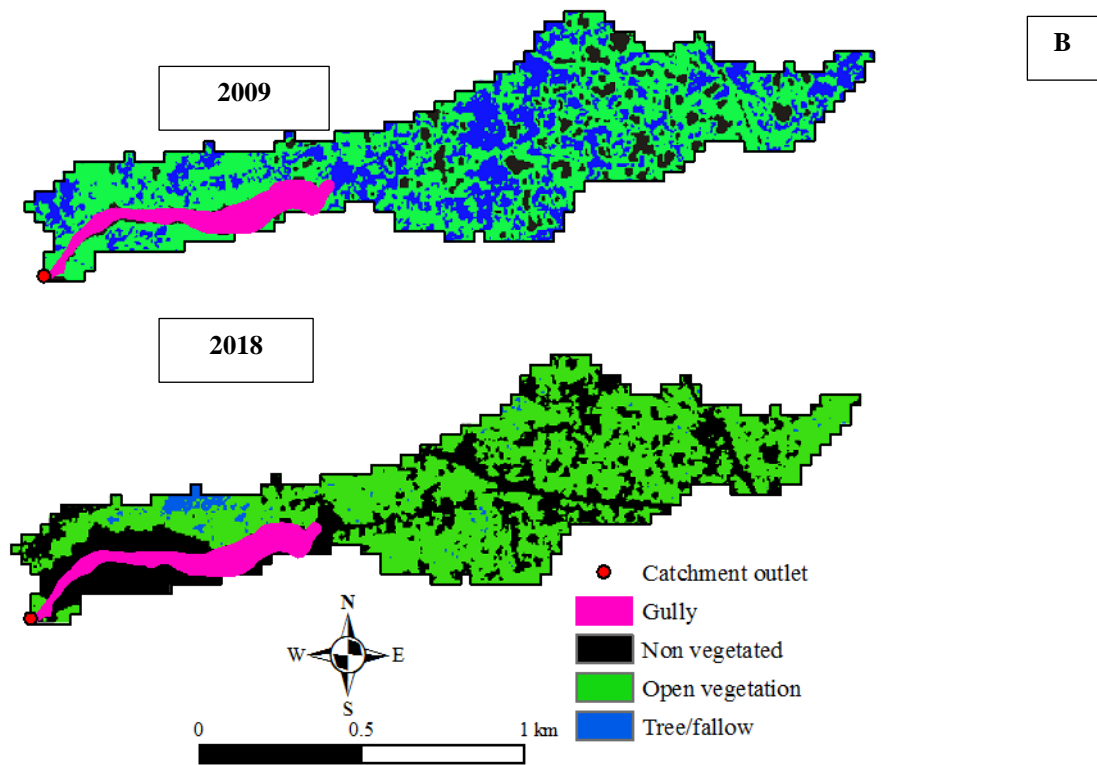 B
2009
2018
Catchment outlet
Gully
Non vegetated
Open vegetation
Tree/fallow
N
W E
S
0 0.5 1 km